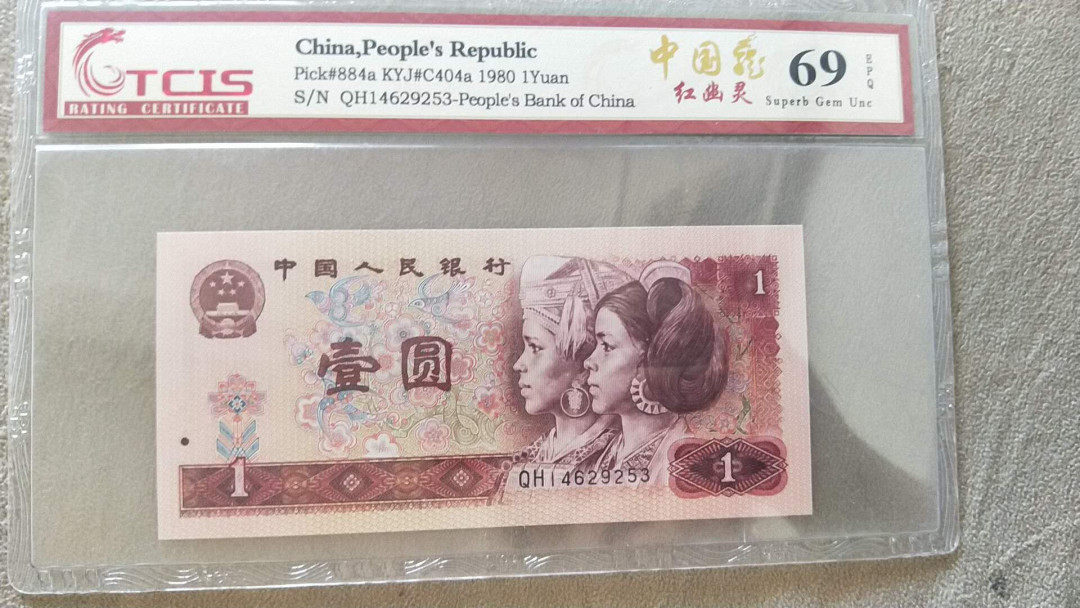 TCIS
RATING CERTIFICATE
China,People's Republic
Pick#884a KYJ#C404a 1980 1Yuan
S/N QH14629253-People's Bank of China
中国龙
红幽灵
69
EPQ
Superb Gem Unc
中国人民银行
1
壹圆
1
QH14629253
1